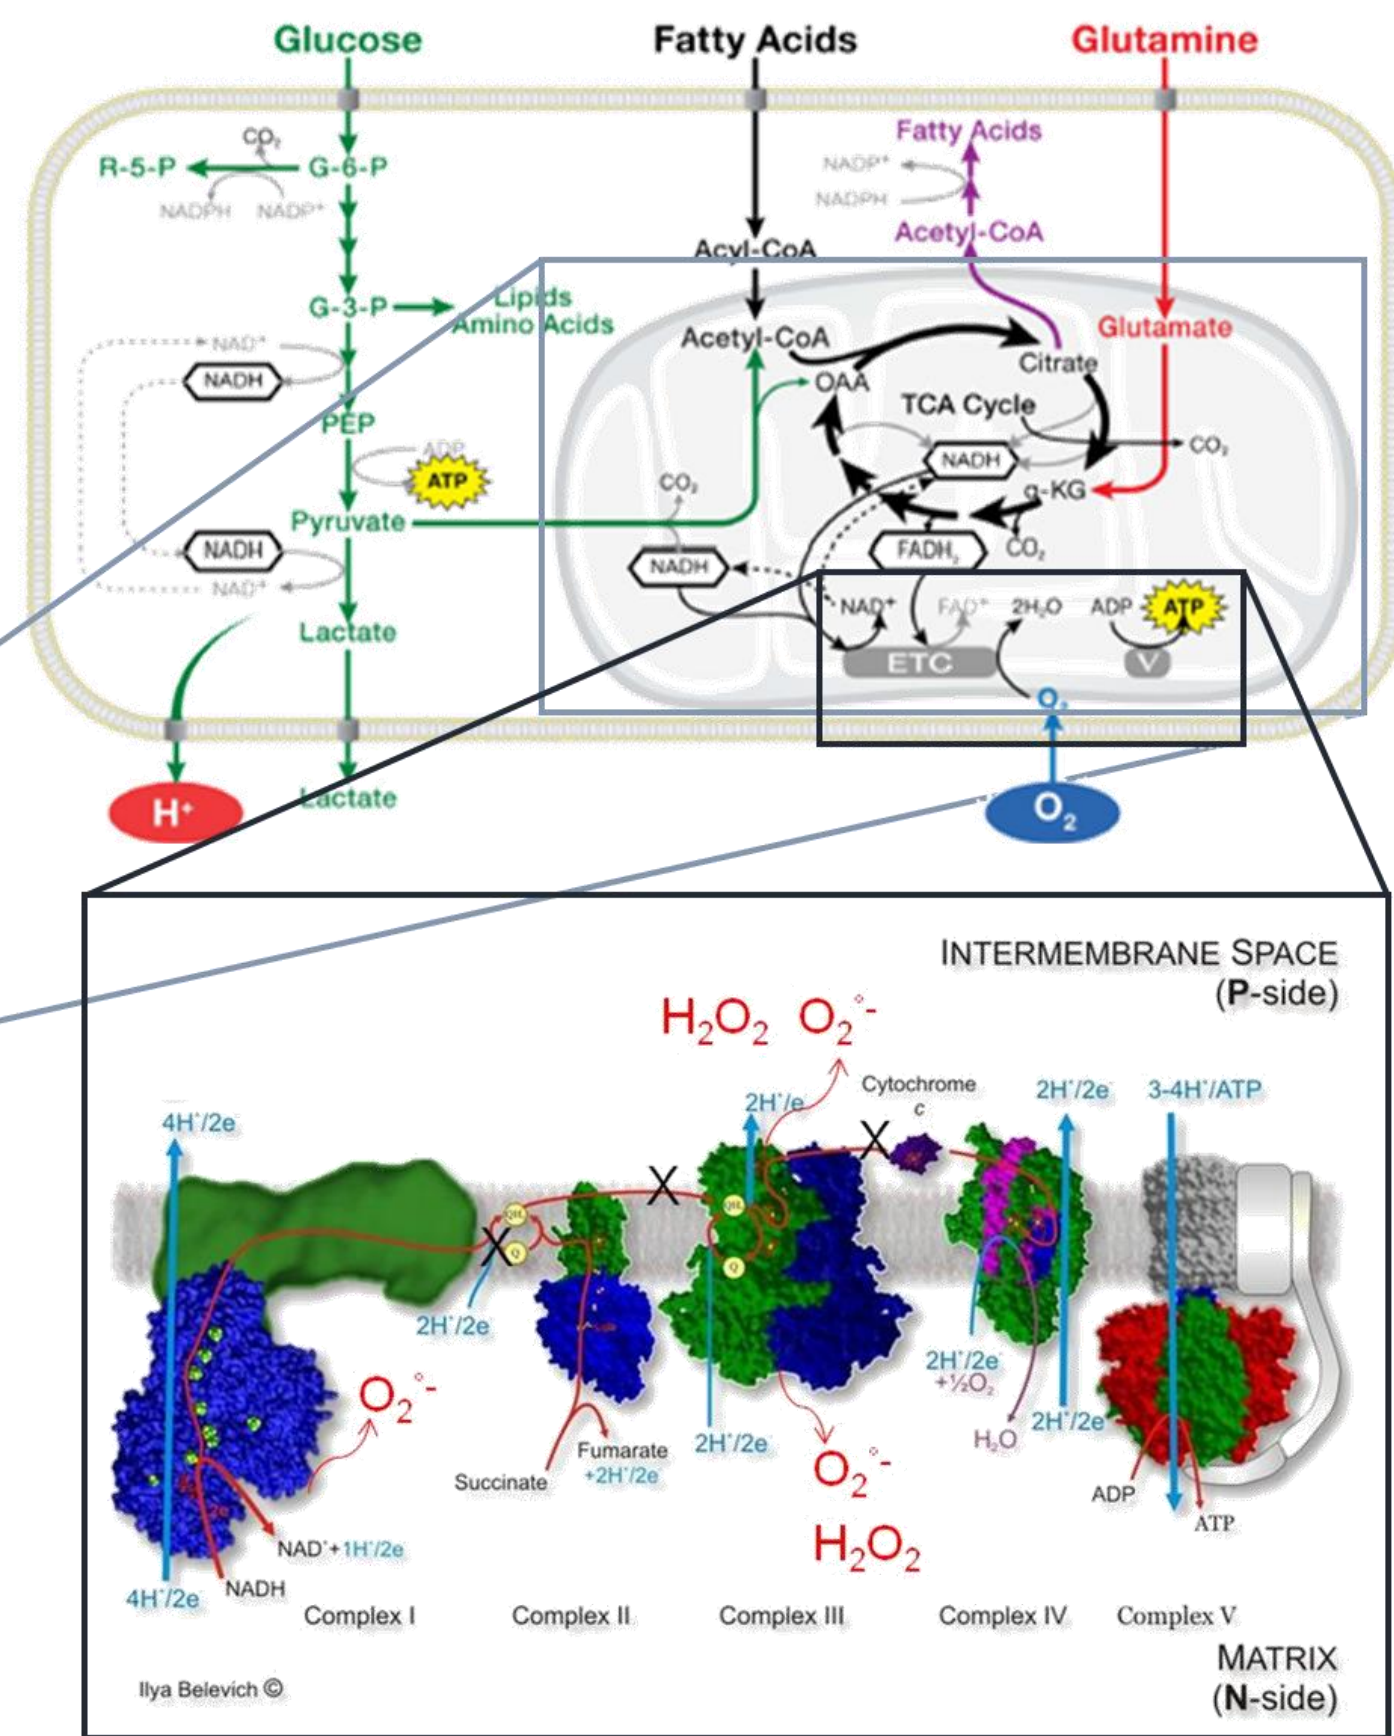 Glucose
Fatty Acids
Glutamine
CO₂
R-5-P
G-6-P
NADPH
NADP⁺
G-3-P
Lipids
Amino Acids
NAD⁺
NADH
PEP
ADP
ATP
Pyruvate
NADH
NAD⁺
Lactate
H⁺
Lactate
Fatty Acids
NADP⁺
NADPH
Acetyl-CoA
Acyl-CoA
Acetyl-CoA
Glutamate
Citrate
OAA
TCA Cycle
CO₂
NADH
α-KG
CO₂
FADH₂
CO₂
NADH
NAD⁺
FAD⁺
2H₂O
ADP
ATP
ETC
V
O₂
O₂
INTERMEMBRANE SPACE
(P-side)
H₂O₂ O₂°⁻
Cytochrome
c
4H⁺/2e⁻
2H⁺/e⁻
2H⁺/2e⁻
3-4H⁺/ATP
X
X
X
QH₂
Q
QH₂
Q
2H⁺/2e⁻
O₂°⁻
2H⁺/2e⁻
+½O₂
H₂O
2H⁺/2e⁻
2H⁺/2e⁻
Fumarate
+2H⁺/2e⁻
Succinate
O₂°⁻
H₂O₂
ADP
ATP
NAD⁺+1H⁺/2e⁻
NADH
4H⁺/2e⁻
Complex I
Complex II
Complex III
Complex IV
Complex V
MATRIX
(N-side)
Ilya Belevich ©